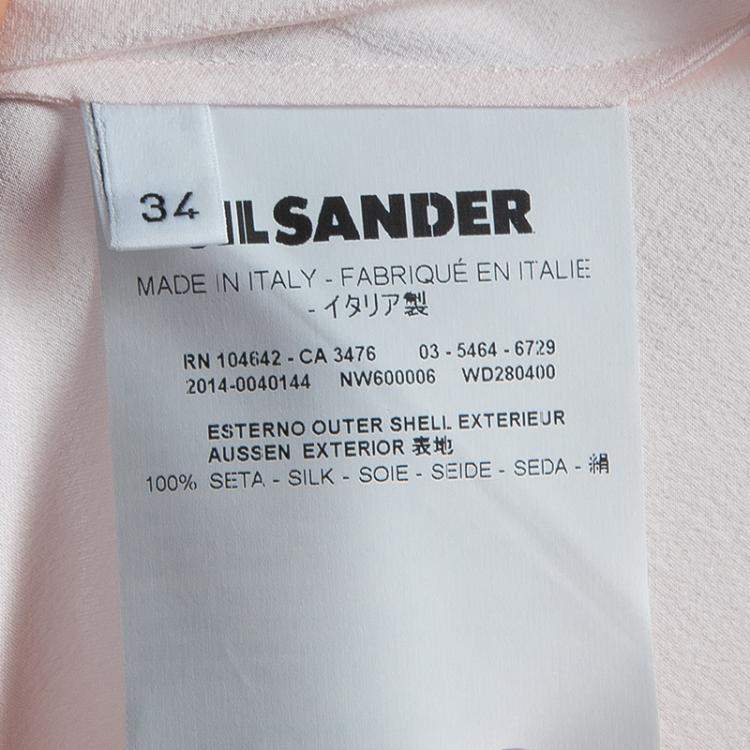 34
JIL SANDER
MADE IN ITALY - FABRIQUÉ EN ITALIE
- イタリア製
RN 104642 - CA 3476 03 - 5464 - 6729
2014-0040144 NW600006 WD280400
ESTERNO OUTER SHELL EXTERIEUR
AUSSEN EXTERIOR 表地
100% SETA - SILK - SOIE - SEIDE - SEDA - 絹